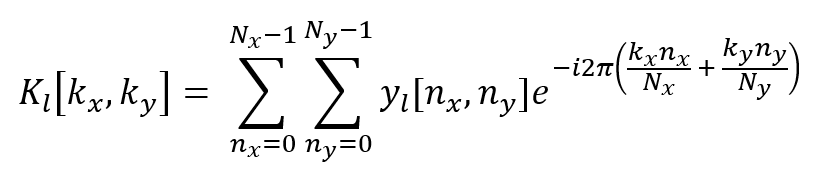 K_l[k_x, k_y] = \sum_{n_x=0}^{N_x-1} \sum_{n_y=0}^{N_y-1} y_l[n_x, n_y] e^{-i2\pi\left(\frac{k_x n_x}{N_x} + \frac{k_y n_y}{N_y}\right)}